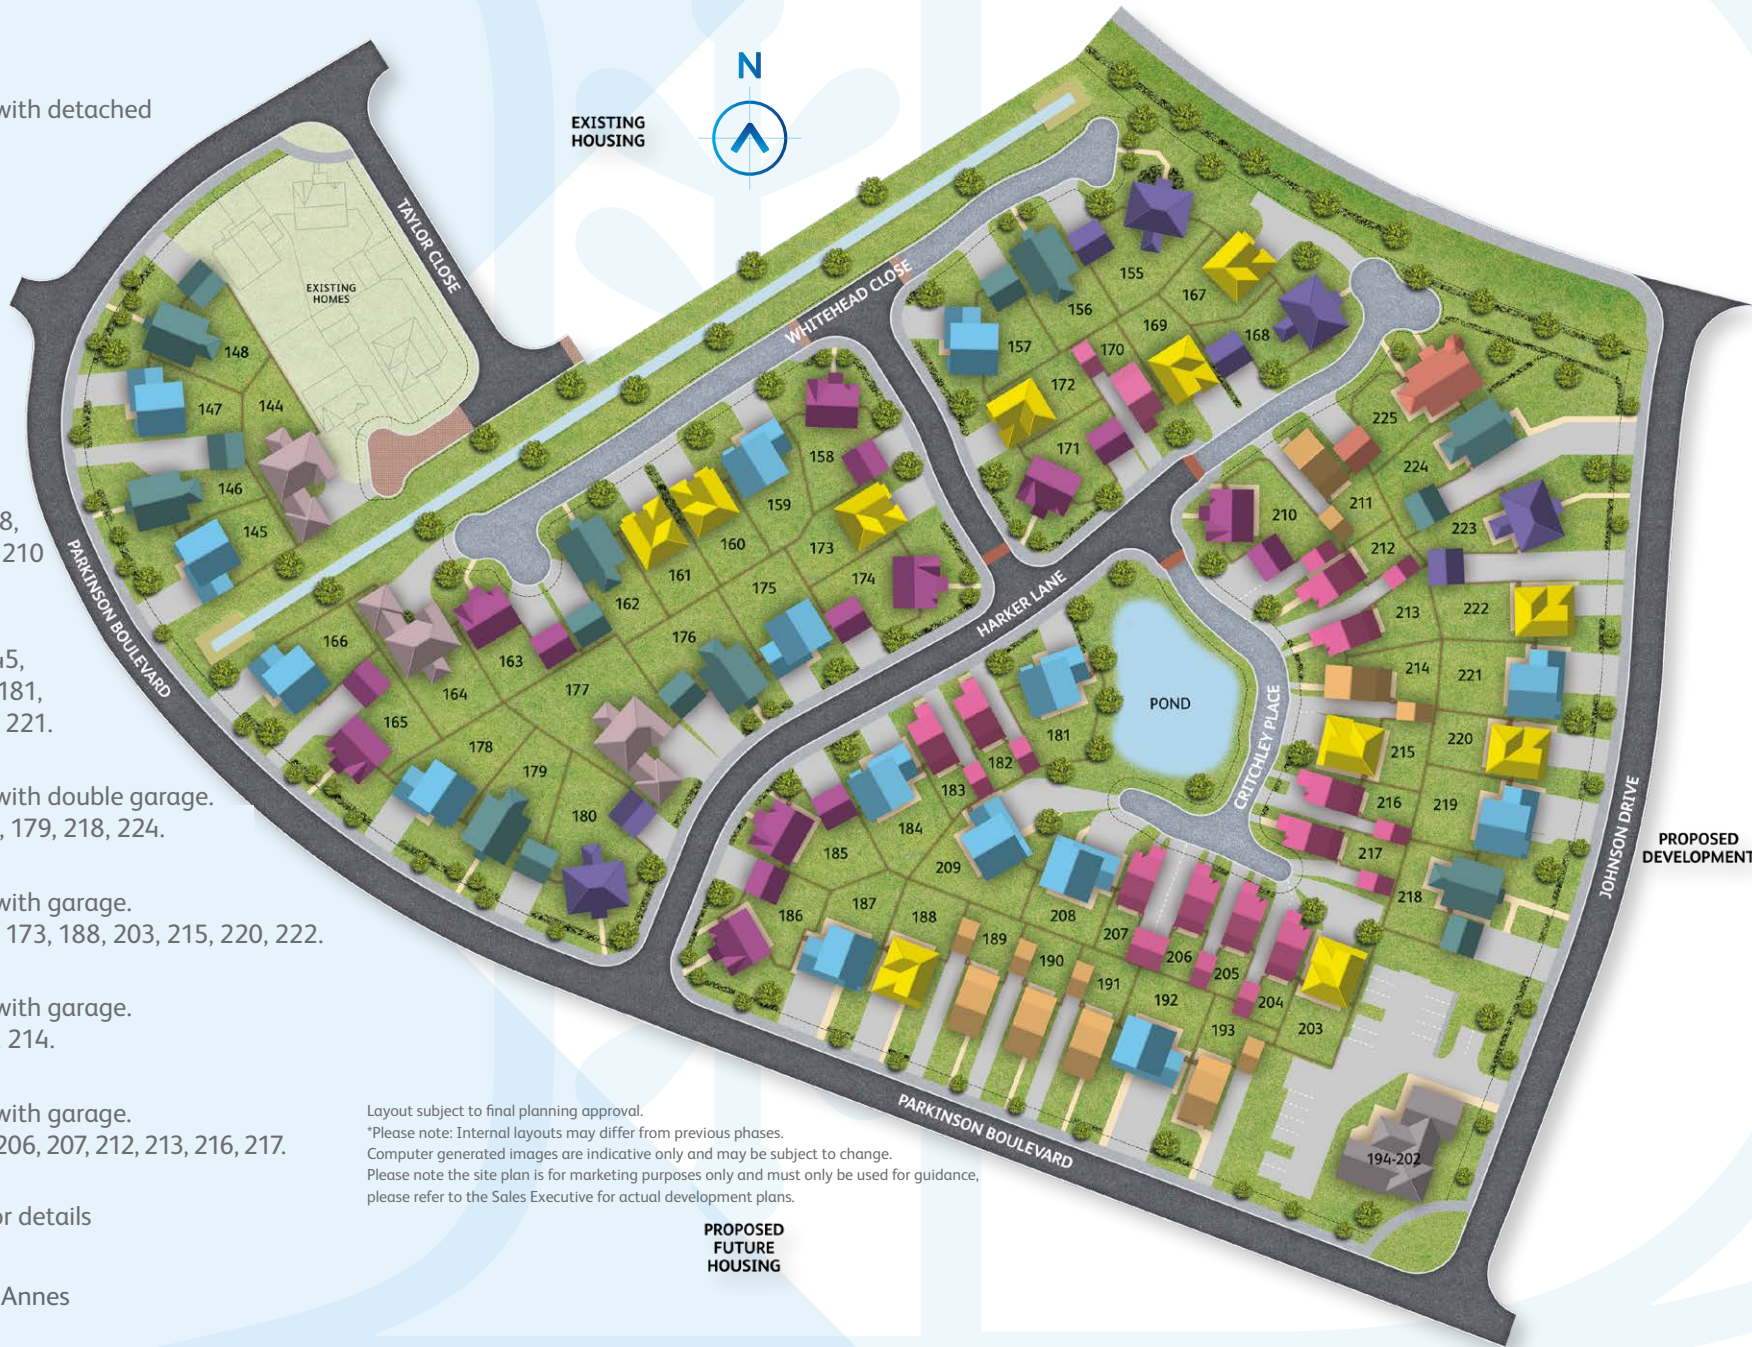 with detached
8,
210
45,
181,
221.
with double garage.
, 179, 218, 224.
with garage.
173, 188, 203, 215, 220, 222.
with garage.
214.
with garage.
206, 207, 212, 213, 216, 217.
or details
Annes
N
EXISTING
HOUSING
TAYLOR CLOSE
EXISTING
HOMES
WHITEHEAD CLOSE
PARKINSON BOULEVARD
HARKER LANE
CRITCHLEY PLACE
JOHNSON DRIVE
POND
PROPOSED
DEVELOPMENT
PARKINSON BOULEVARD
148
147
144
146
145
155
156
167
157
169
168
170
172
171
158
159
160
173
161
174
175
162
176
163
166
164
177
165
178
179
180
225
224
211
210
223
212
213
222
214
221
215
220
216
219
217
218
181
182
183
184
185
209
208
186
187
188
189
190
191
192
193
207
206
205
204
203
194-202
Layout subject to final planning approval.
*Please note: Internal layouts may differ from previous phases.
Computer generated images are indicative only and may be subject to change.
Please note the site plan is for marketing purposes only and must only be used for guidance,
please refer to the Sales Executive for actual development plans.
PROPOSED
FUTURE
HOUSING